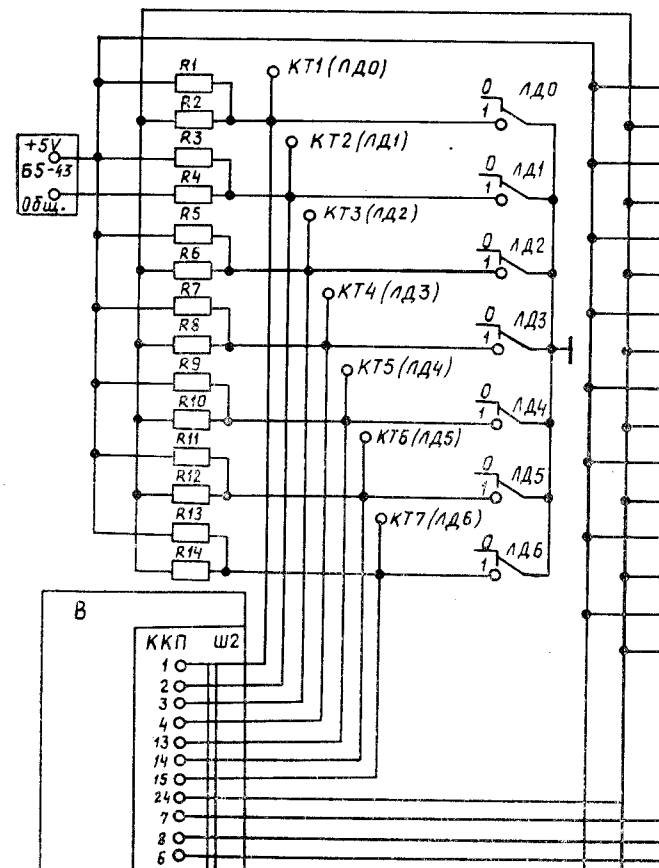 R1
КТ1 (ЛД0)
R2
0 ЛД0
1
R3
КТ2 (ЛД1)
+5V
Б5-43
Общ.
R4
0 ЛД1
1
R5
КТ3 (ЛД2)
R6
0 ЛД2
1
R7
КТ4 (ЛД3)
R8
0 ЛД3
1
R9
КТ5 (ЛД4)
R10
0 ЛД4
1
R11
КТ6 (ЛД5)
R12
0 ЛД5
1
R13
КТ7 (ЛД6)
R14
0 ЛД6
1
В
ККП Ш2
1
2
3
4
13
14
15
24
7
8
6